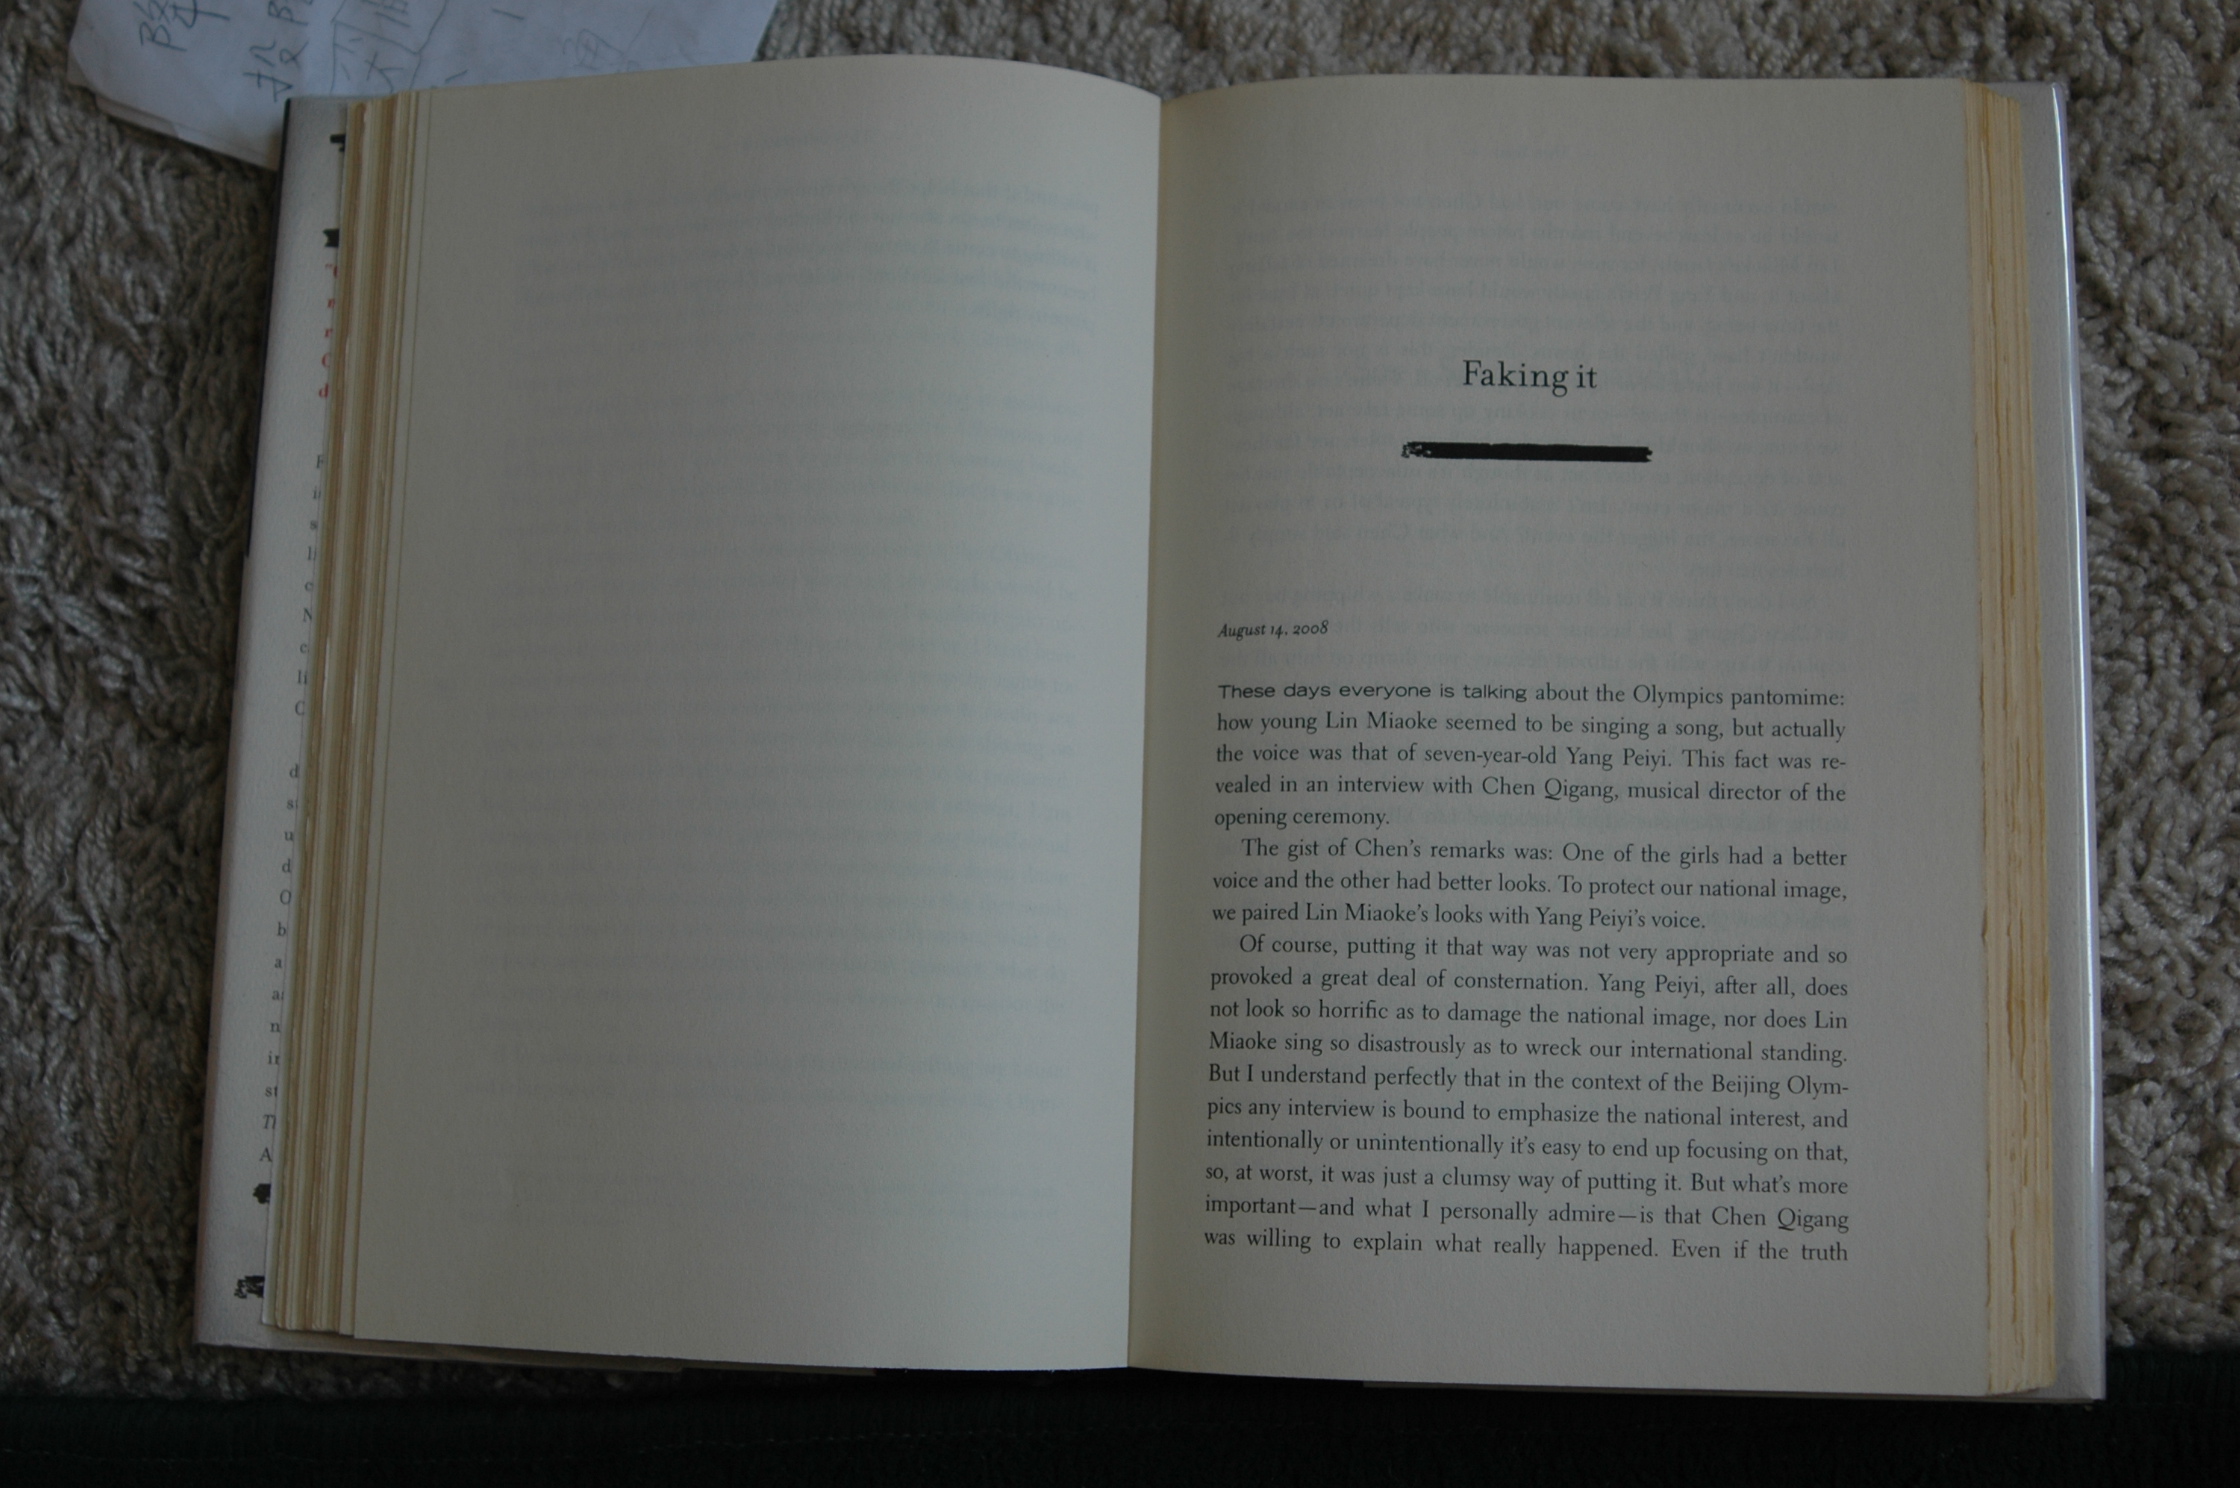 Faking it
August 14, 2008
These days everyone is talking about the Olympics pantomime:
how young Lin Miaoke seemed to be singing a song, but actually
the voice was that of seven-year-old Yang Peiyi. This fact was re-
vealed in an interview with Chen Qigang, musical director of the
opening ceremony.
The gist of Chen's remarks was: One of the girls had a better
voice and the other had better looks. To protect our national image,
we paired Lin Miaoke's looks with Yang Peiyi's voice.
Of course, putting it that way was not very appropriate and so
provoked a great deal of consternation. Yang Peiyi, after all, does
not look so horrific as to damage the national image, nor does Lin
Miaoke sing so disastrously as to wreck our international standing.
But I understand perfectly that in the context of the Beijing Olym-
pics any interview is bound to emphasize the national interest, and
intentionally or unintentionally it's easy to end up focusing on that,
so, at worst, it was just a clumsy way of putting it. But what's more
important—and what I personally admire—is that Chen Qigang
was willing to explain what really happened. Even if the truth